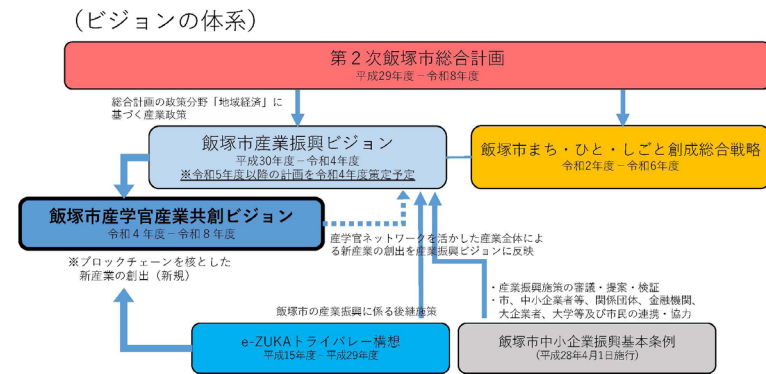 （ビジョンの体系）
第２次飯塚市総合計画
平成29年度－令和8年度
総合計画の政策分野「地域経済」に
基づく産業政策
飯塚市産業振興ビジョン
平成30年度－令和4年度
※令和5年度以降の計画を令和4年度策定予定
飯塚市まち・ひと・しごと創成総合戦略
令和2年度－令和6年度
飯塚市産学官産業共創ビジョン
令和４年度－令和８年度
産学官ネットワークを活かした産業全体によ
る新産業の創出を産業振興ビジョンに反映
※ブロックチェーンを核とした
新産業の創出（新規）
・産業振興施策の審議・提案・検証
・市、中小企業者等、関係団体、金融機関、
大企業者、大学等及び市民の連携・協力
飯塚市の産業振興に係る後継施策
e-ZUKAトライバレー構想
平成15年度－平成29年度
飯塚市中小企業振興基本条例
（平成28年4月1日施行）